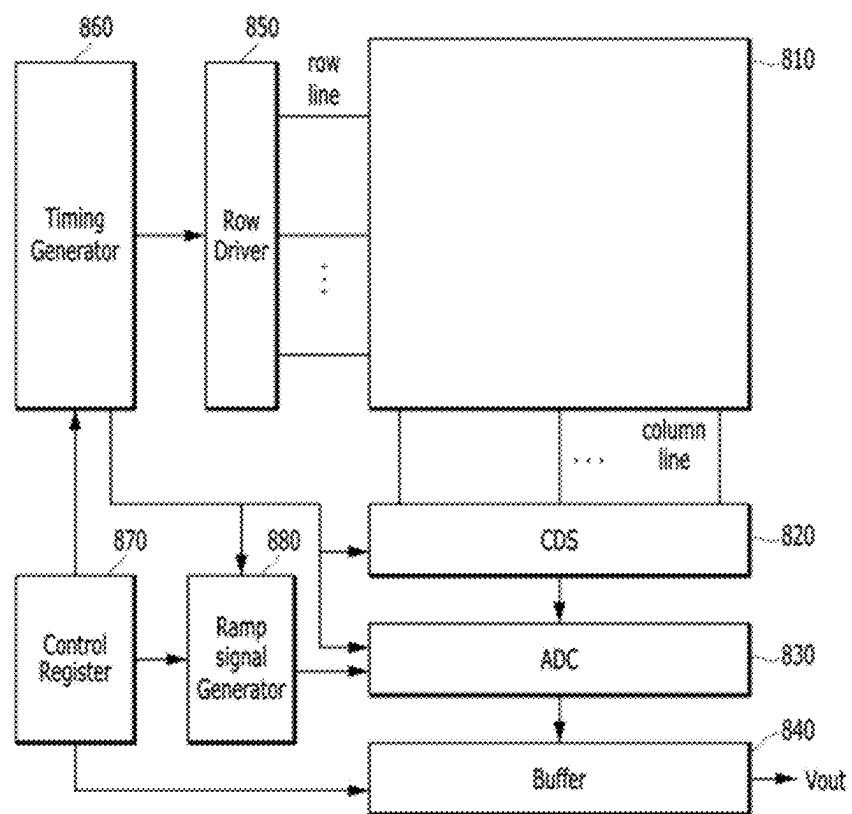 860
850
810
row
line
Timing
Generator
Row
Driver
column
line
870
880
CDS
820
Control
Register
Ramp
signal
Generator
ADC
830
840
Buffer
Vout